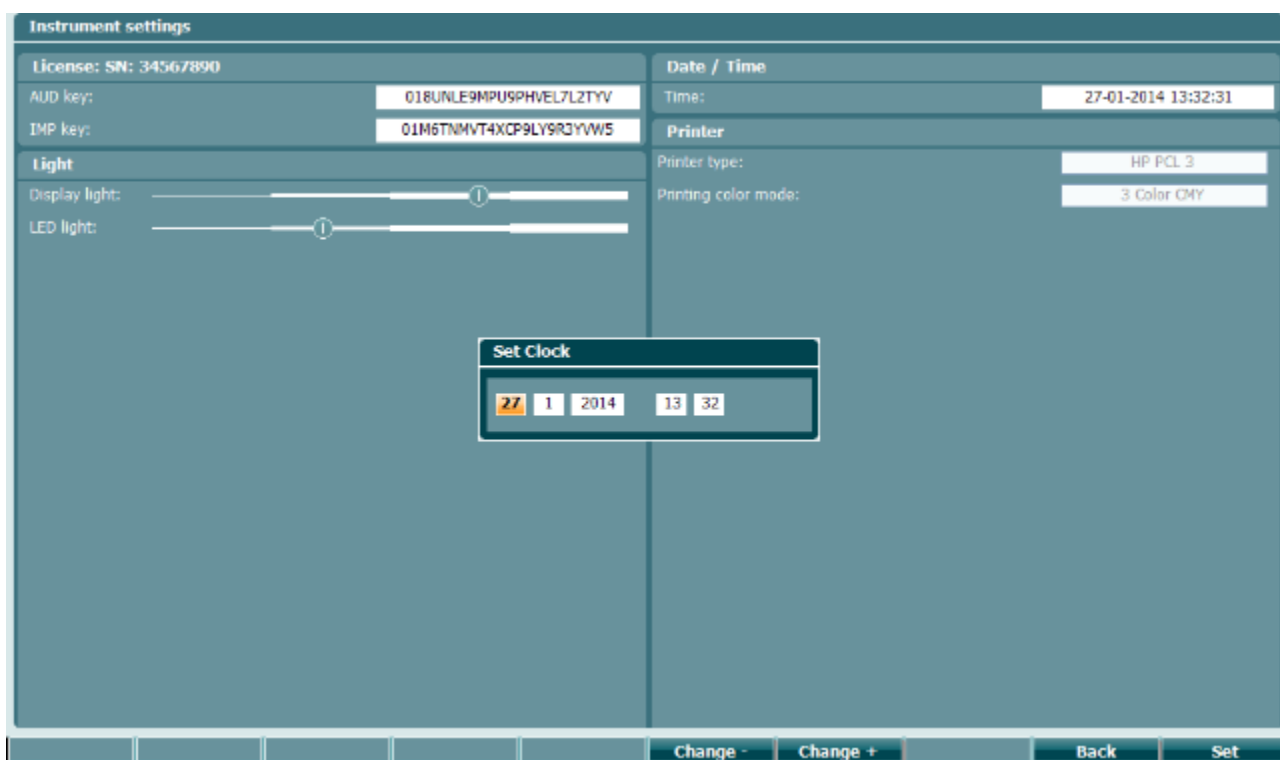 Instrument settings
License: SN: 34567890
AUD key: 018UNLE9MPU9PHVEL7L2TYV
IMP key: 01M6TNMVT4XCP9LY9R3YVW5
Light
Display light:
LED light:
Date / Time
Time: 27-01-2014 13:32:31
Printer
Printer type: HP PCL 3
Printing color mode: 3 Color CMY
Set Clock
27 1 2014 13 32
Change - Change + Back Set